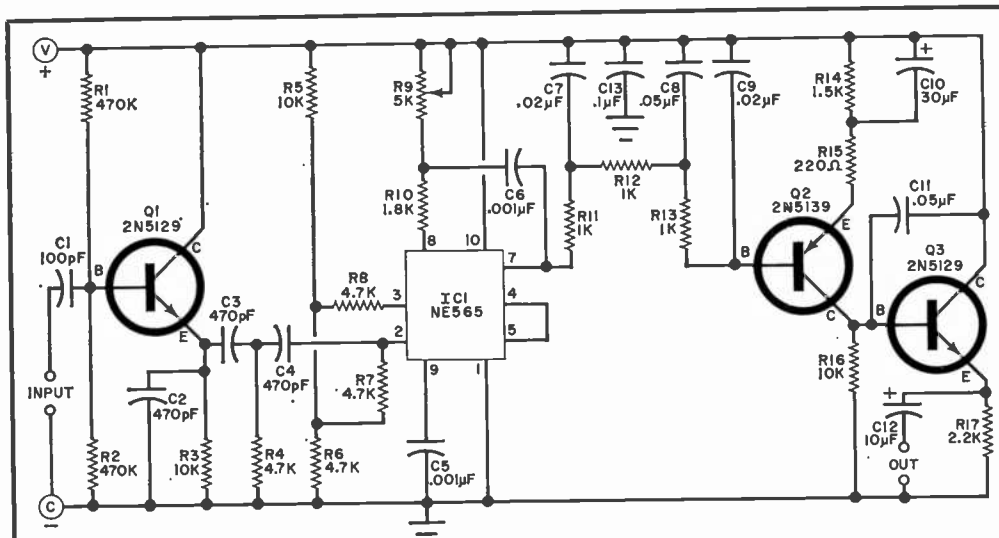 V
+
R1
470K
R5
10K
R9
5K
C7
.02µF
C13
.1µF
C8
.05µF
C9
.02µF
R14
1.5K
+
C10
30µF
R15
220Ω
Q1
2N5129
C
R10
1.8K
C6
.001µF
R12
1K
R11
1K
R13
1K
Q2
2N5139
E
C11
.05µF
Q3
2N5129
C
C1
100pF
B
8
10
7
B
C
B
R8
4.7K
3
IC1
NE565
4
5
2
9
1
E
C3
470pF
C4
470pF
R7
4.7K
R16
10K
E
INPUT
C2
470pF
+
C12
10µF
R17
2.2K
R2
470K
R3
10K
R4
4.7K
R6
4.7K
C5
.001µF
OUT
C
−